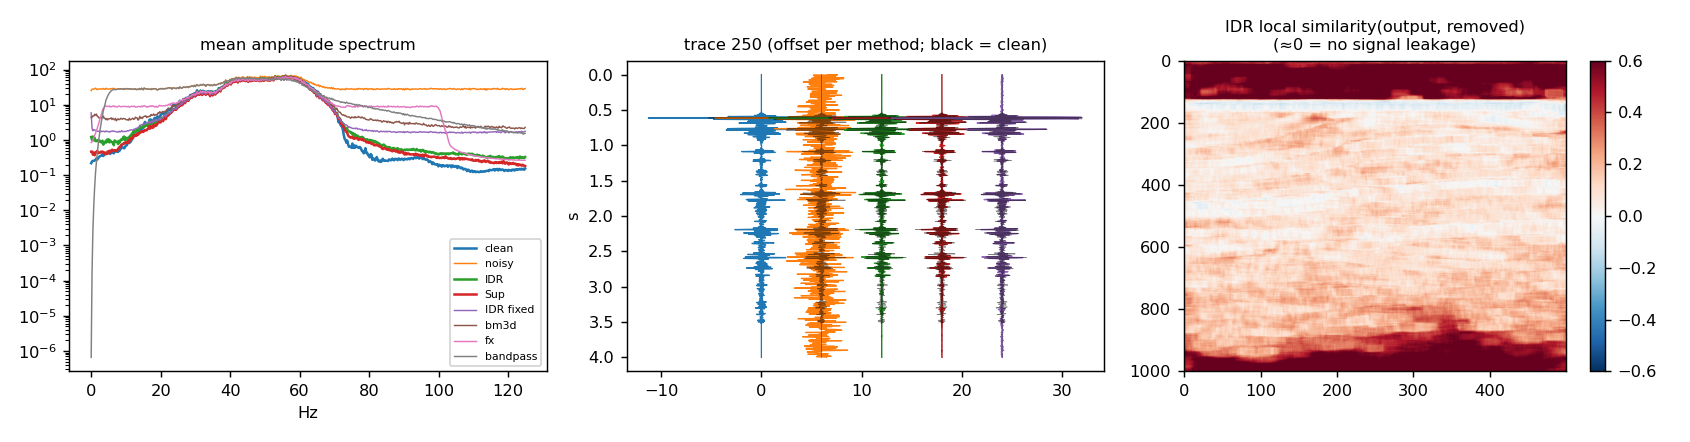 mean amplitude spectrum
10²
10¹
10⁰
10⁻¹
10⁻²
10⁻³
10⁻⁴
10⁻⁵
10⁻⁶
clean
noisy
IDR
Sup
IDR fixed
bm3d
fx
bandpass
0 20 40 60 80 100 120
Hz
trace 250 (offset per method; black = clean)
s
0.0
0.5
1.0
1.5
2.0
2.5
3.0
3.5
4.0
−10 0 10 20 30
IDR local similarity(output, removed)
(≈0 = no signal leakage)
0
200
400
600
800
1000
0 100 200 300 400
0.6
0.4
0.2
0.0
−0.2
−0.4
−0.6